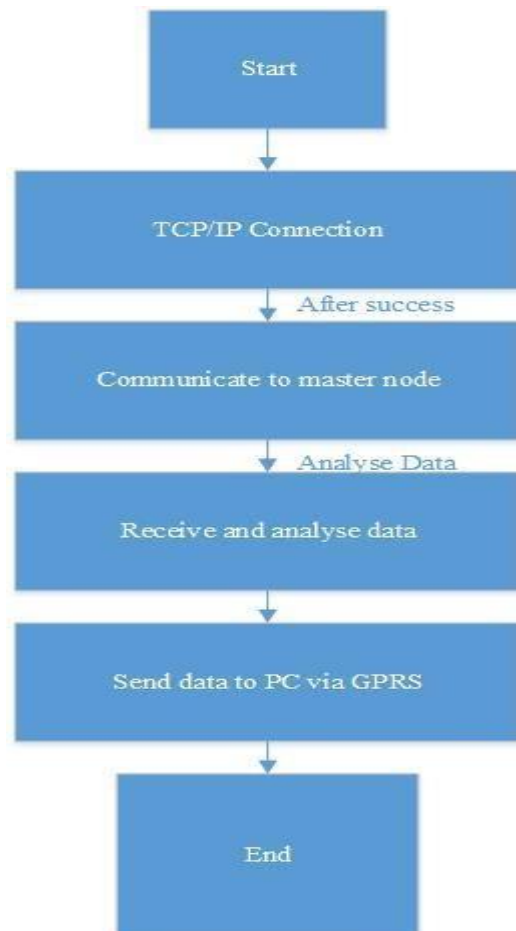 Start
TCP/IP Connection
After success
Communicate to master node
Analyse Data
Receive and analyse data
Send data to PC via GPRS
End